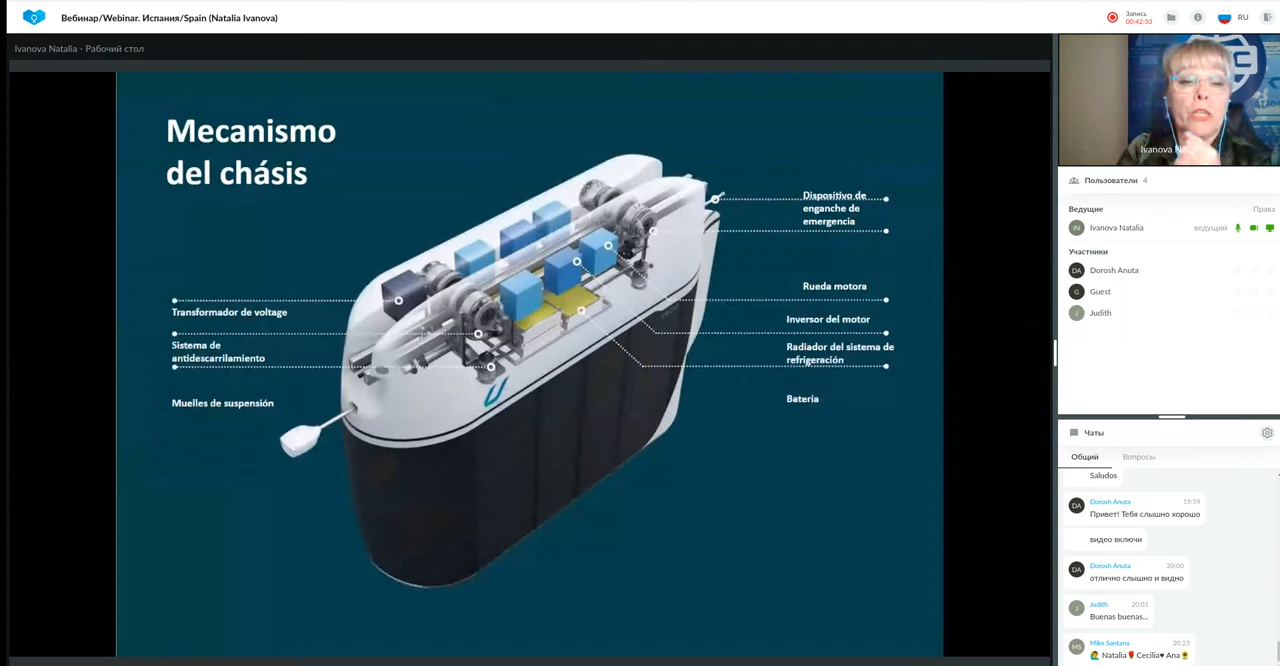 Вебинар/Webinar. Испания/Spain (Natalia Ivanova)
Запись
00:42:50
RU
Ivanova Natalia - Рабочий стол
Mecanismo
del chásis
Dispositivo de
enganche de
emergencia
Rueda motora
Inversor del motor
Radiador del sistema de
refrigeración
Batería
Transformador de voltage
Sistema de
antidescarrilamiento
Muelles de suspensión
Ivanova
Пользователи 4
Ведущие
Права
IN
Ivanova Natalia
ведущий
Участники
DA
Dorosh Anuta
G
Guest
J
Judith
Чаты
Общий
Вопросы
Saludos
DA
Dorosh Anuta
19:59
Привет! Тебя слышно хорошо
видео включи
DA
Dorosh Anuta
20:00
отлично слышно и видно
J
Judith
20:01
Buenas buenas...
MS
Mike Santana
20:23
🙋‍♂️ Natalia🌹Cecilia♥ Ana🌻